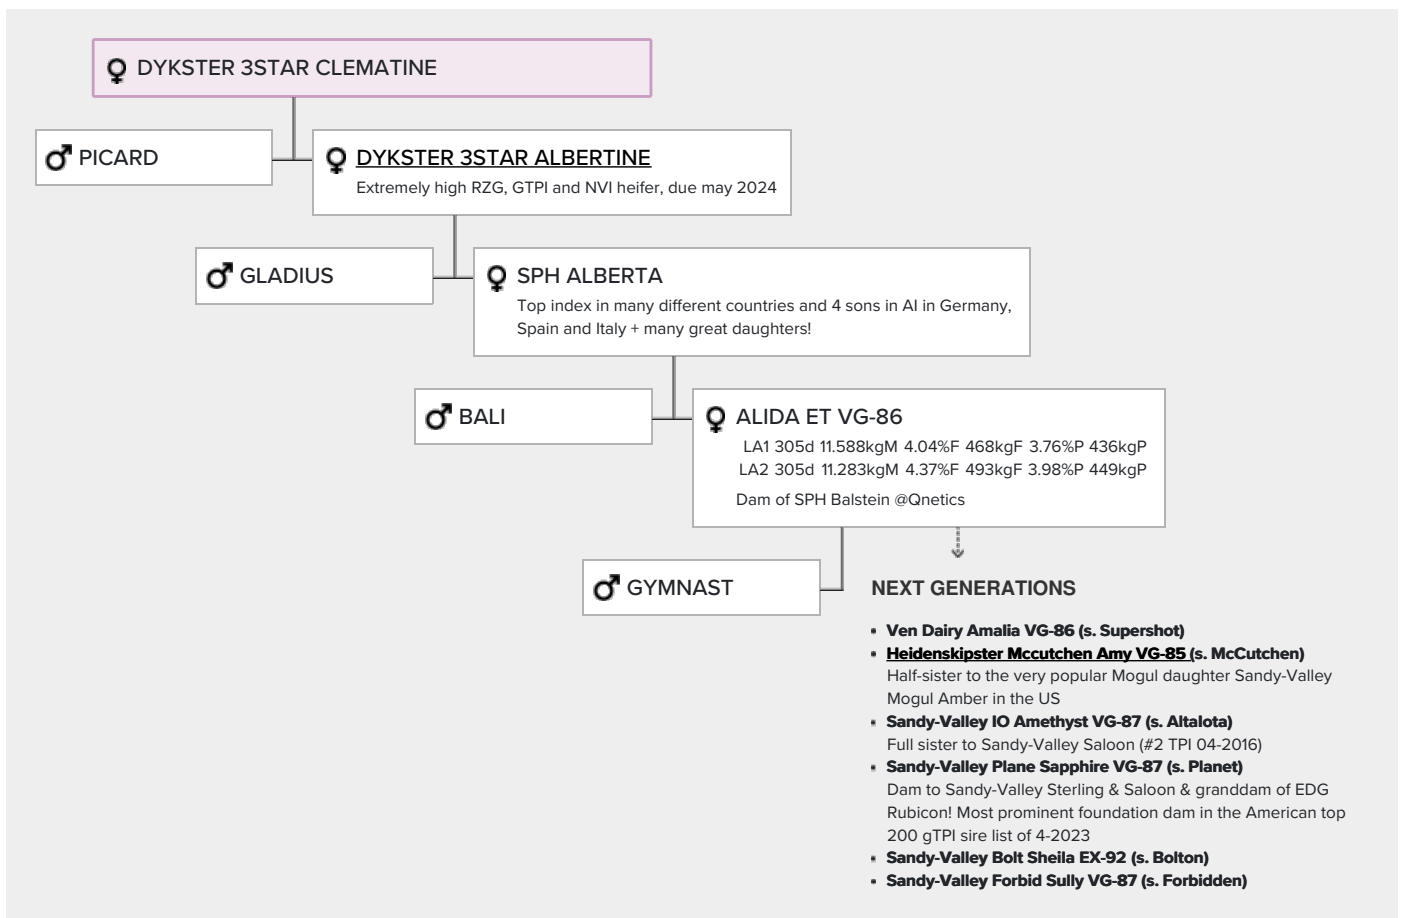 DYKSTER 3STAR CLEMATINE
PICARD
DYKSTER 3STAR ALBERTINE
Extremely high RZG, GTPI and NVI heifer, due may 2024
GLADIUS
SPH ALBERTA
Top index in many different countries and 4 sons in AI in Germany,
Spain and Italy + many great daughters!
BALI
ALIDA ET VG-86
LA1 305d 11.588kgM 4.04%F 468kgF 3.76%P 436kgP
LA2 305d 11.283kgM 4.37%F 493kgF 3.98%P 449kgP
Dam of SPH Balstein @Qnetics
GYMNAST
NEXT GENERATIONS
Ven Dairy Amalia VG-86 (s. Supershot)
Heidenskipster Mccutchen Amy VG-85 (s. McCutchen)
Half-sister to the very popular Mogul daughter Sandy-Valley
Mogul Amber in the US
Sandy-Valley IO Amethyst VG-87 (s. Altalota)
Full sister to Sandy-Valley Saloon (#2 TPI 04-2016)
Sandy-Valley Plane Sapphire VG-87 (s. Planet)
Dam to Sandy-Valley Sterling & Saloon & granddam of EDG
Rubicon! Most prominent foundation dam in the American top
200 gTPI sire list of 4-2023
Sandy-Valley Bolt Sheila EX-92 (s. Bolton)
Sandy-Valley Forbid Sully VG-87 (s. Forbidden)